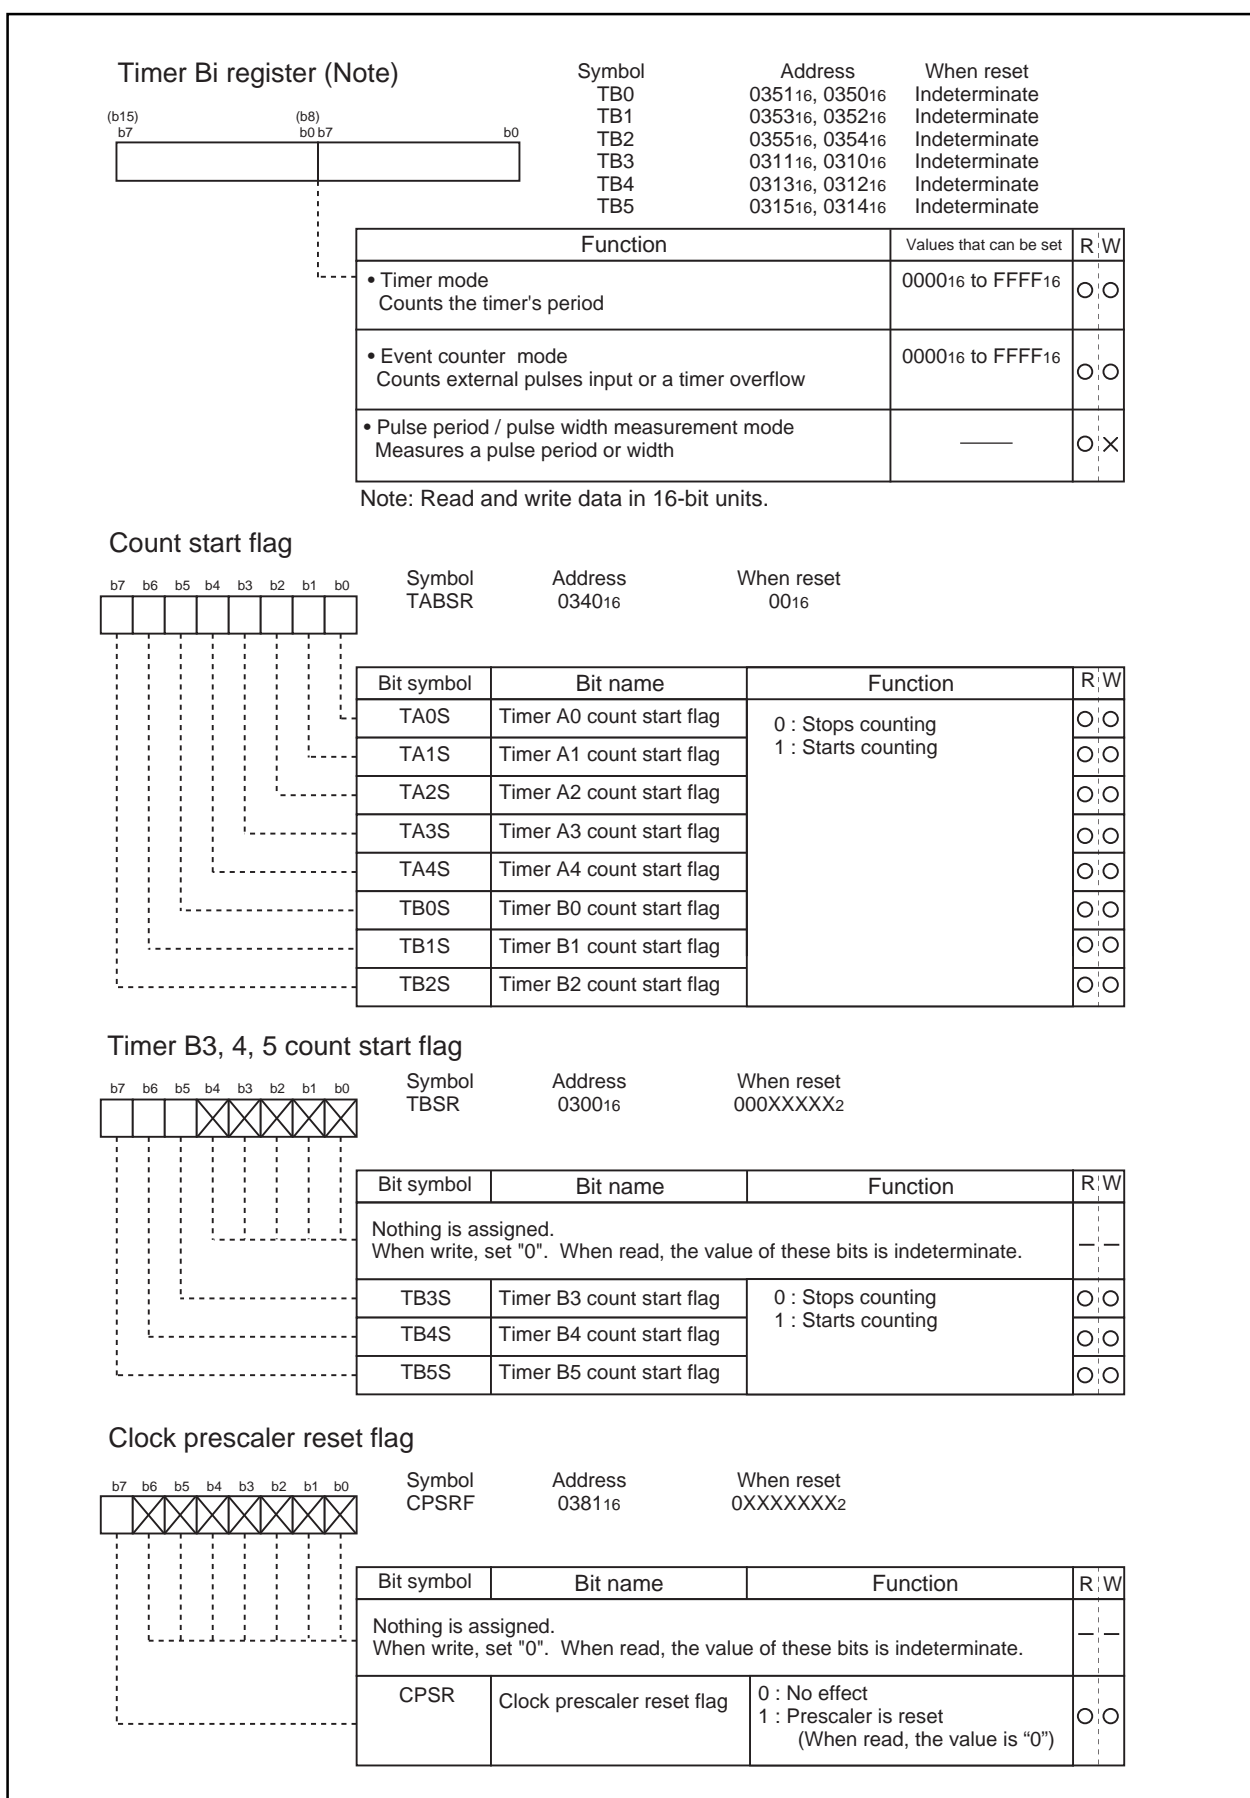 Timer Bi register (Note)
Symbol Address When reset
TB0 035116, 035016 Indeterminate
TB1 035316, 035216 Indeterminate
TB2 035516, 035416 Indeterminate
TB3 031116, 031016 Indeterminate
TB4 031316, 031216 Indeterminate
TB5 031516, 031416 Indeterminate
(b15) (b8)
b7 b0 b7 b0
Function Values that can be set R W
• Timer mode 000016 to FFFF16
Counts the timer's period
• Event counter mode 000016 to FFFF16
Counts external pulses input or a timer overflow
• Pulse period / pulse width measurement mode
Measures a pulse period or width
Note: Read and write data in 16-bit units.
Count start flag
Symbol Address When reset
TABSR 034016 0016
b7 b6 b5 b4 b3 b2 b1 b0
Bit symbol Bit name Function R W
TA0S Timer A0 count start flag 0 : Stops counting
TA1S Timer A1 count start flag 1 : Starts counting
TA2S Timer A2 count start flag
TA3S Timer A3 count start flag
TA4S Timer A4 count start flag
TB0S Timer B0 count start flag
TB1S Timer B1 count start flag
TB2S Timer B2 count start flag
Timer B3, 4, 5 count start flag
Symbol Address When reset
TBSR 030016 000XXXXX2
b7 b6 b5 b4 b3 b2 b1 b0
Bit symbol Bit name Function R W
Nothing is assigned.
When write, set "0". When read, the value of these bits is indeterminate.
TB3S Timer B3 count start flag 0 : Stops counting
TB4S Timer B4 count start flag 1 : Starts counting
TB5S Timer B5 count start flag
Clock prescaler reset flag
Symbol Address When reset
CPSRF 038116 0XXXXXXX2
b7 b6 b5 b4 b3 b2 b1 b0
Bit symbol Bit name Function R W
Nothing is assigned.
When write, set "0". When read, the value of these bits is indeterminate.
CPSR Clock prescaler reset flag 0 : No effect
1 : Prescaler is reset
(When read, the value is “0”)